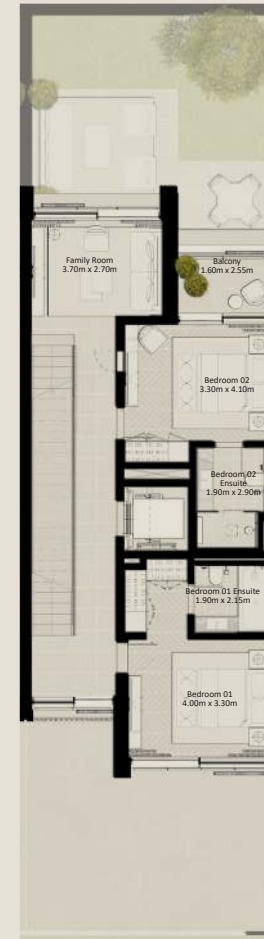 Family Room
3.70m x 2.70m
Balcony
1.60m x 2.55m
Bedroom 02
3.30m x 4.10m
Bedroom 02
Ensuite
1.90m x 2.90m
Bedroom 01 Ensuite
1.90m x 2.15m
Bedroom 01
4.00m x 3.30m